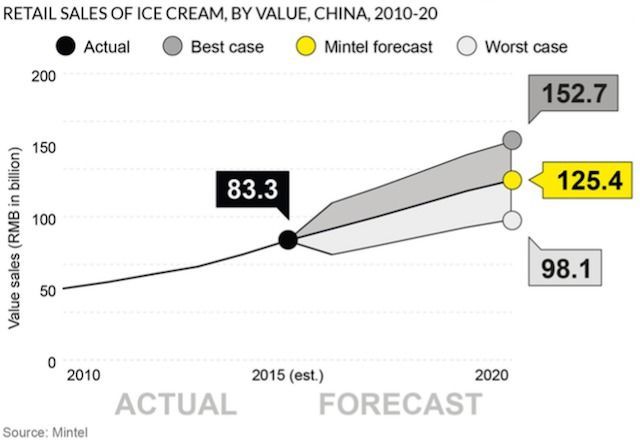 RETAIL SALES OF ICE CREAM, BY VALUE, CHINA, 2010-20
Actual Best case Mintel forecast Worst case
200
152.7
150
83.3
125.4
100
98.1
50
0
Value sales (RMB in billion)
2010 2015 (est.) 2020
ACTUAL FORECAST
Source: Mintel